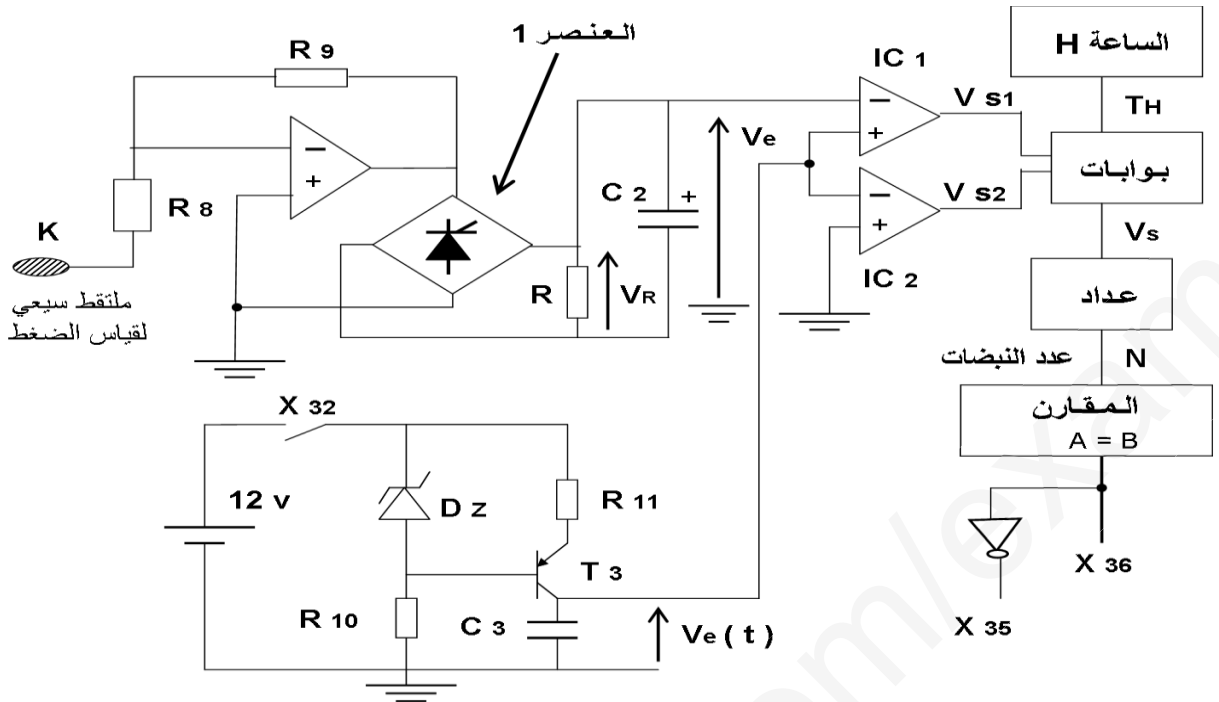 العنصر 1
R 9
IC 1
الساعة H
V s1
TH
Ve
R 8
C 2
+
بوابات
V s2
K
Vs
R
VR
IC 2
عداد
ملتقط سيعي
لقياس الضغط
عدد النبضات
N
X 32
المقارن
A = B
12 v
D z
R 11
T 3
X 36
R 10
C 3
Ve ( t )
X 35
−
+
−
+
−
+
m/exam